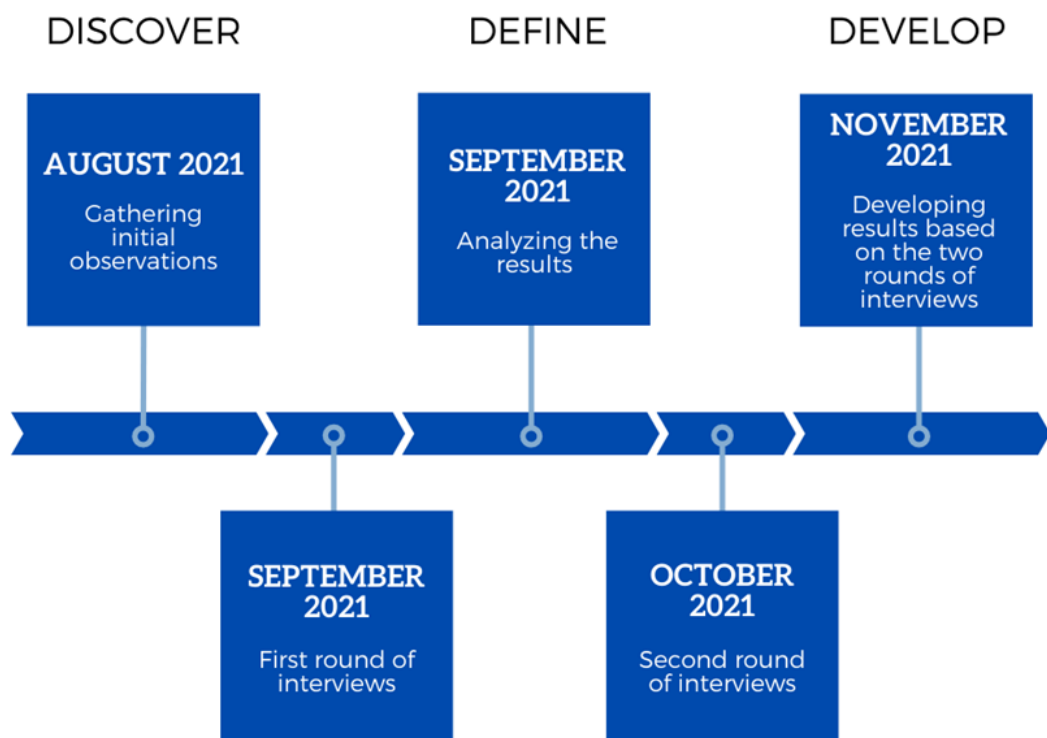 DISCOVER
DEFINE
DEVELOP
AUGUST 2021
Gathering
initial
observations
SEPTEMBER
2021
Analyzing the
results
NOVEMBER
2021
Developing
results based
on the two
rounds of
interviews
SEPTEMBER
2021
First round of
interviews
OCTOBER
2021
Second round
of interviews